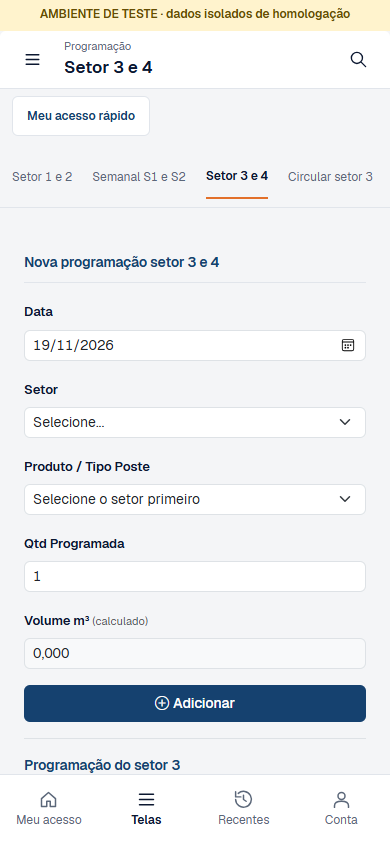 AMBIENTE DE TESTE · dados isolados de homologação
Programação
Setor 3 e 4
Meu acesso rápido
Setor 1 e 2
Semanal S1 e S2
Setor 3 e 4
Circular setor 3
Nova programação setor 3 e 4
Data
19/11/2026
Setor
Selecione...
Produto / Tipo Poste
Selecione o setor primeiro
Qtd Programada
1
Volume m³ (calculado)
0,000
Adicionar
Programação do setor 3
Meu acesso
Telas
Recentes
Conta